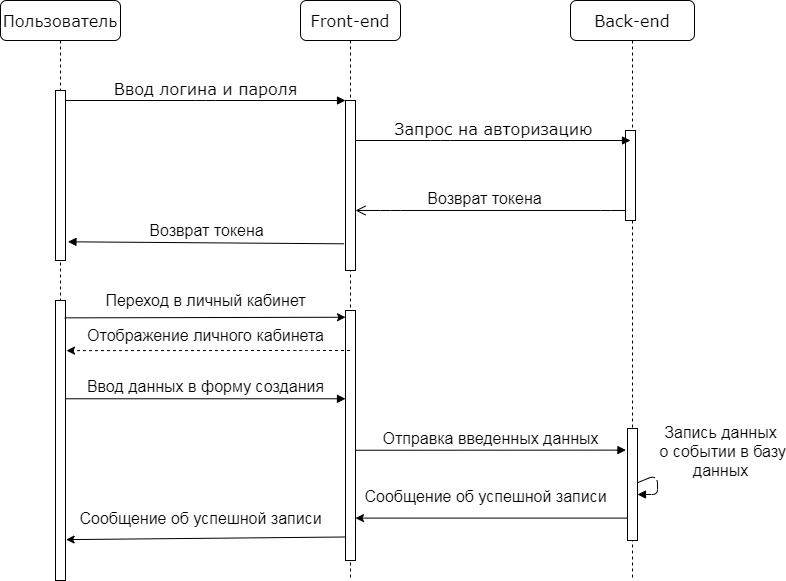 Пользователь
Front-end
Back-end
Ввод логина и пароля
Запрос на авторизацию
Возврат токена
Возврат токена
Переход в личный кабинет
Отображение личного кабинета
Ввод данных в форму создания
Отправка введенных данных
Запись данных
о событии в базу
данных
Сообщение об успешной записи
Сообщение об успешной записи